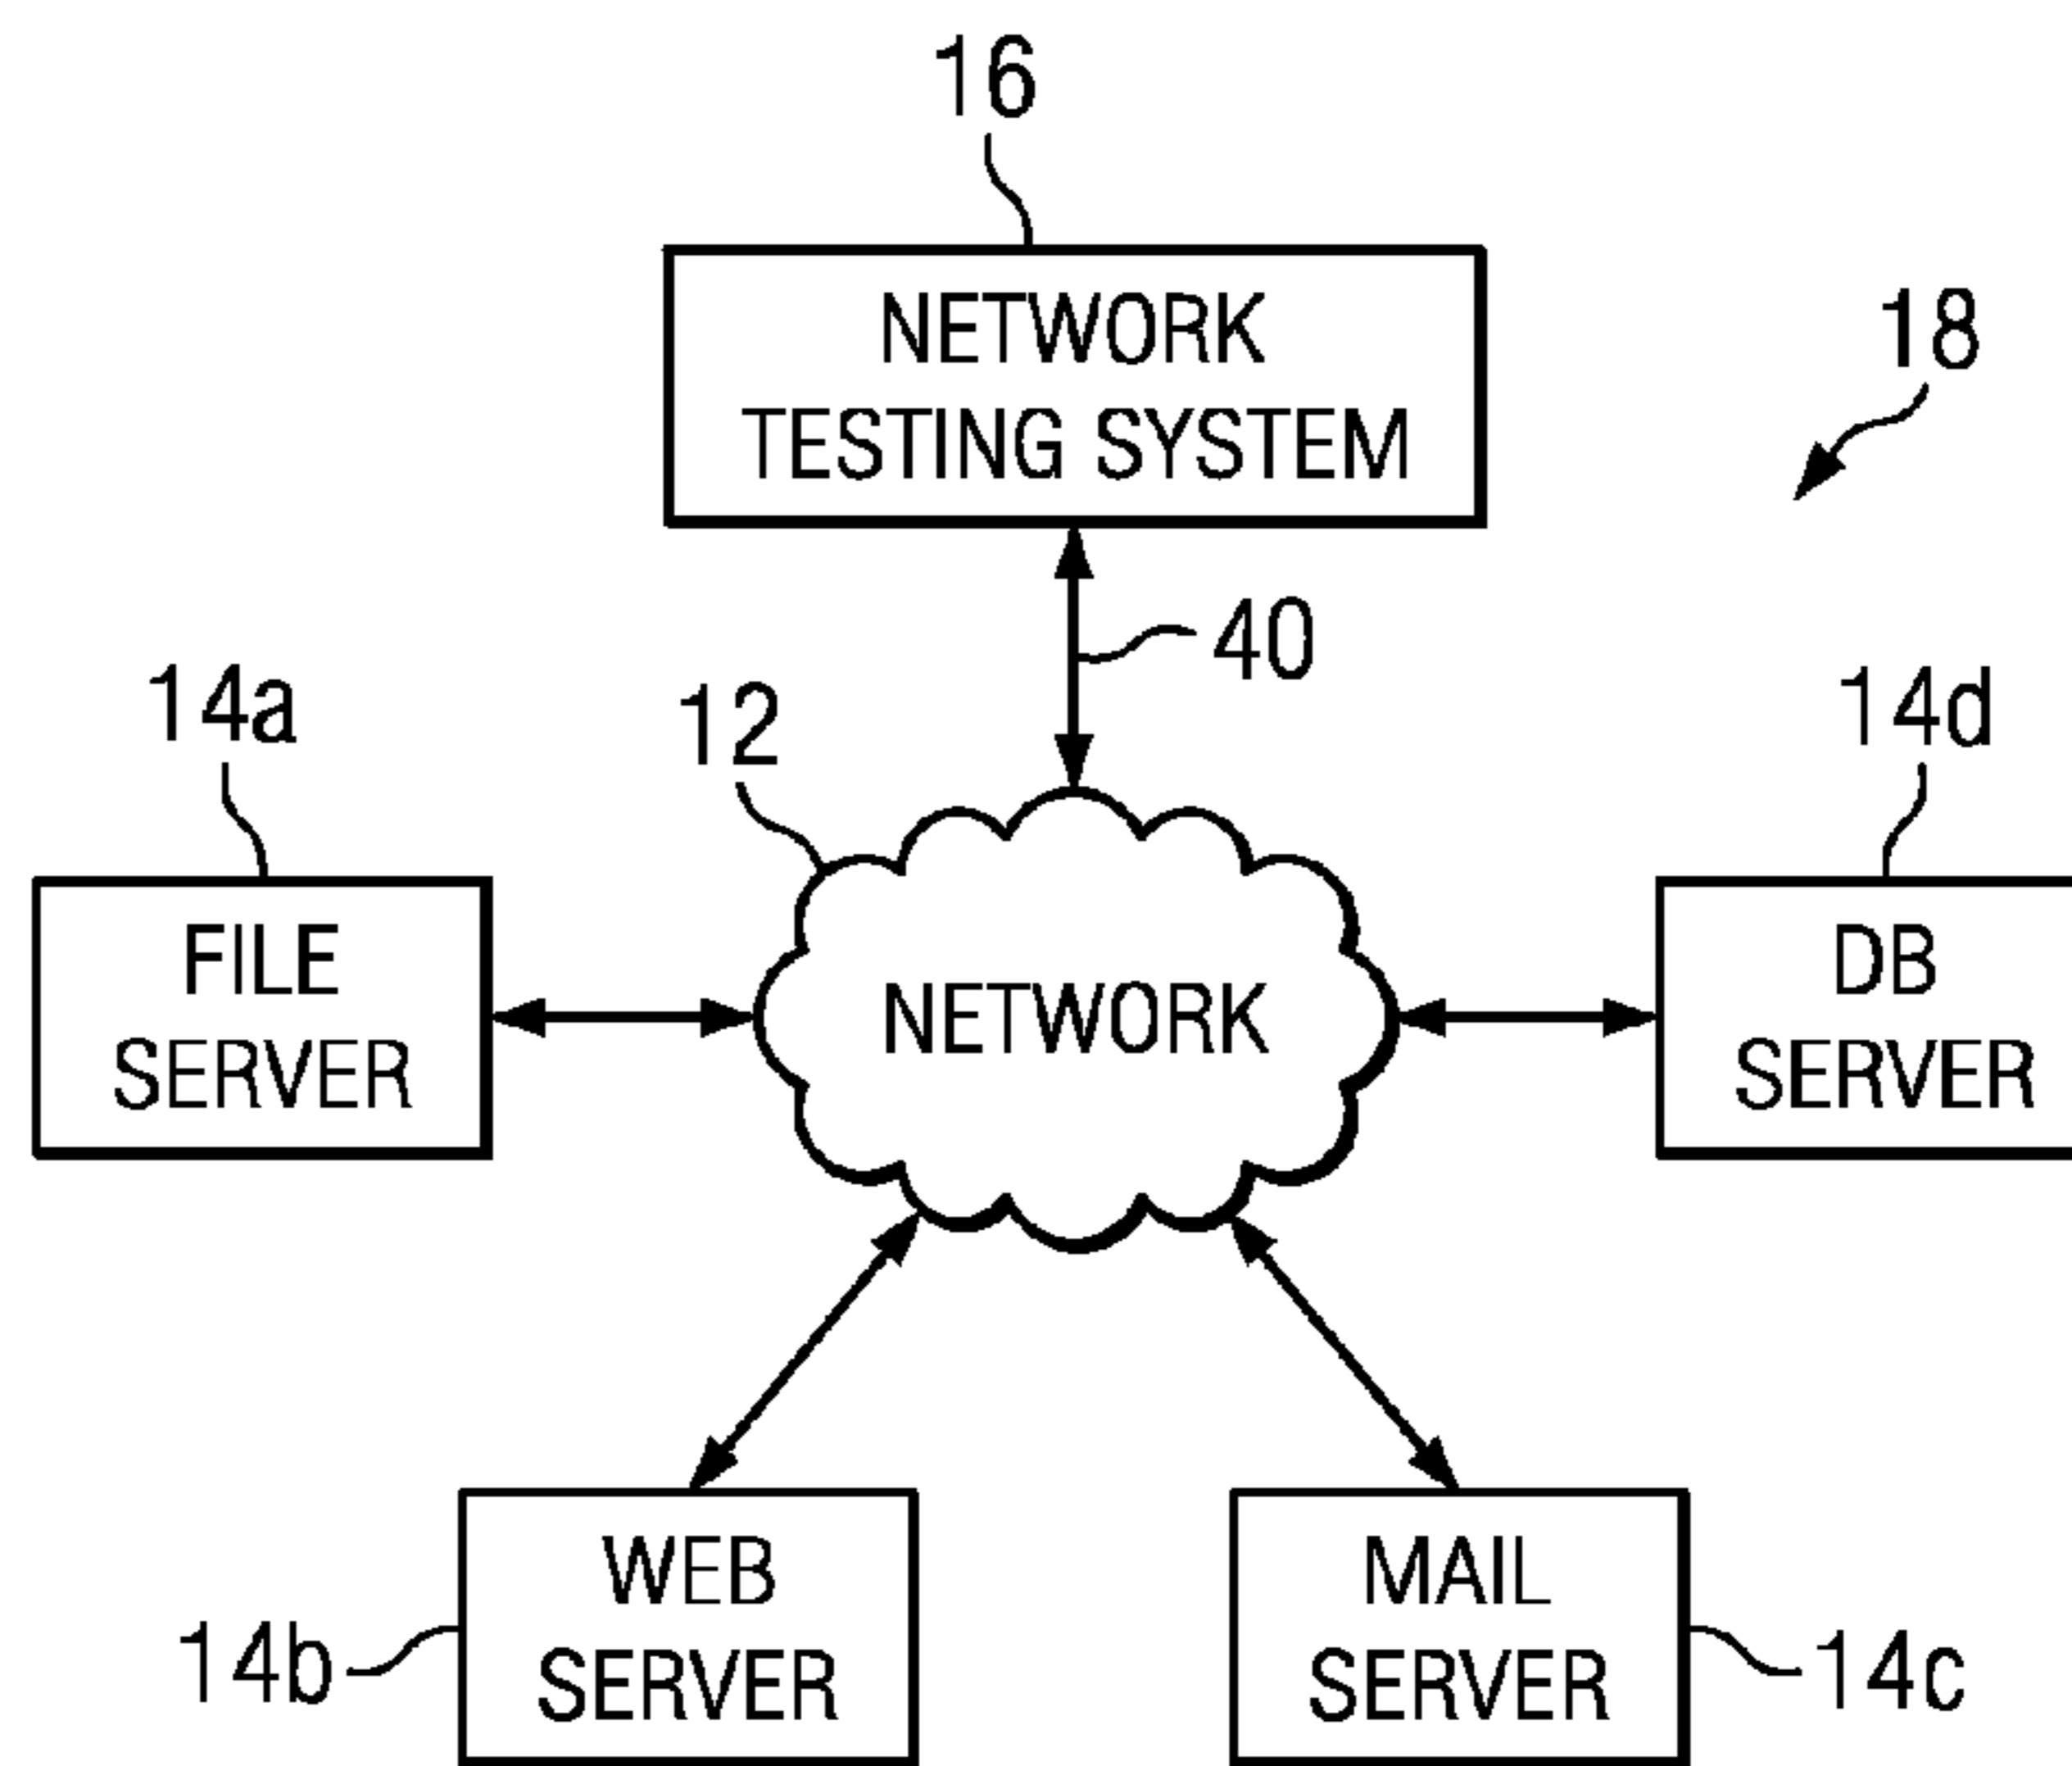 16
NETWORK
TESTING SYSTEM
18
40
14a
12
14d
FILE
SERVER
NETWORK
DB
SERVER
WEB
SERVER
14b
MAIL
SERVER
14c